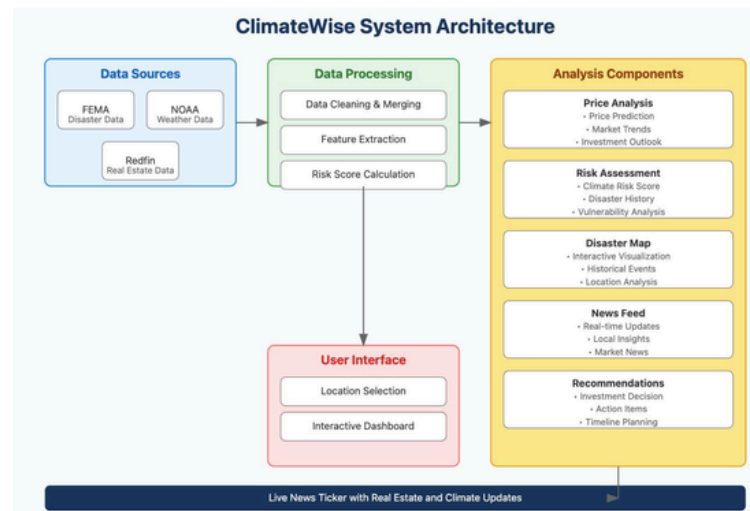 ClimateWise System Architecture
Data Sources
FEMA
Disaster Data
NOAA
Weather Data
Redfin
Real Estate Data
Data Processing
Data Cleaning & Merging
Feature Extraction
Risk Score Calculation
Analysis Components
Price Analysis
• Price Prediction
• Market Trends
• Investment Outlook
Risk Assessment
• Climate Risk Score
• Disaster History
• Vulnerability Analysis
Disaster Map
• Interactive Visualization
• Historical Events
• Location Analysis
News Feed
• Real-time Updates
• Local Insights
• Market News
Recommendations
• Investment Decision
• Action Items
• Timeline Planning
User Interface
Location Selection
Interactive Dashboard
Live News Ticker with Real Estate and Climate Updates